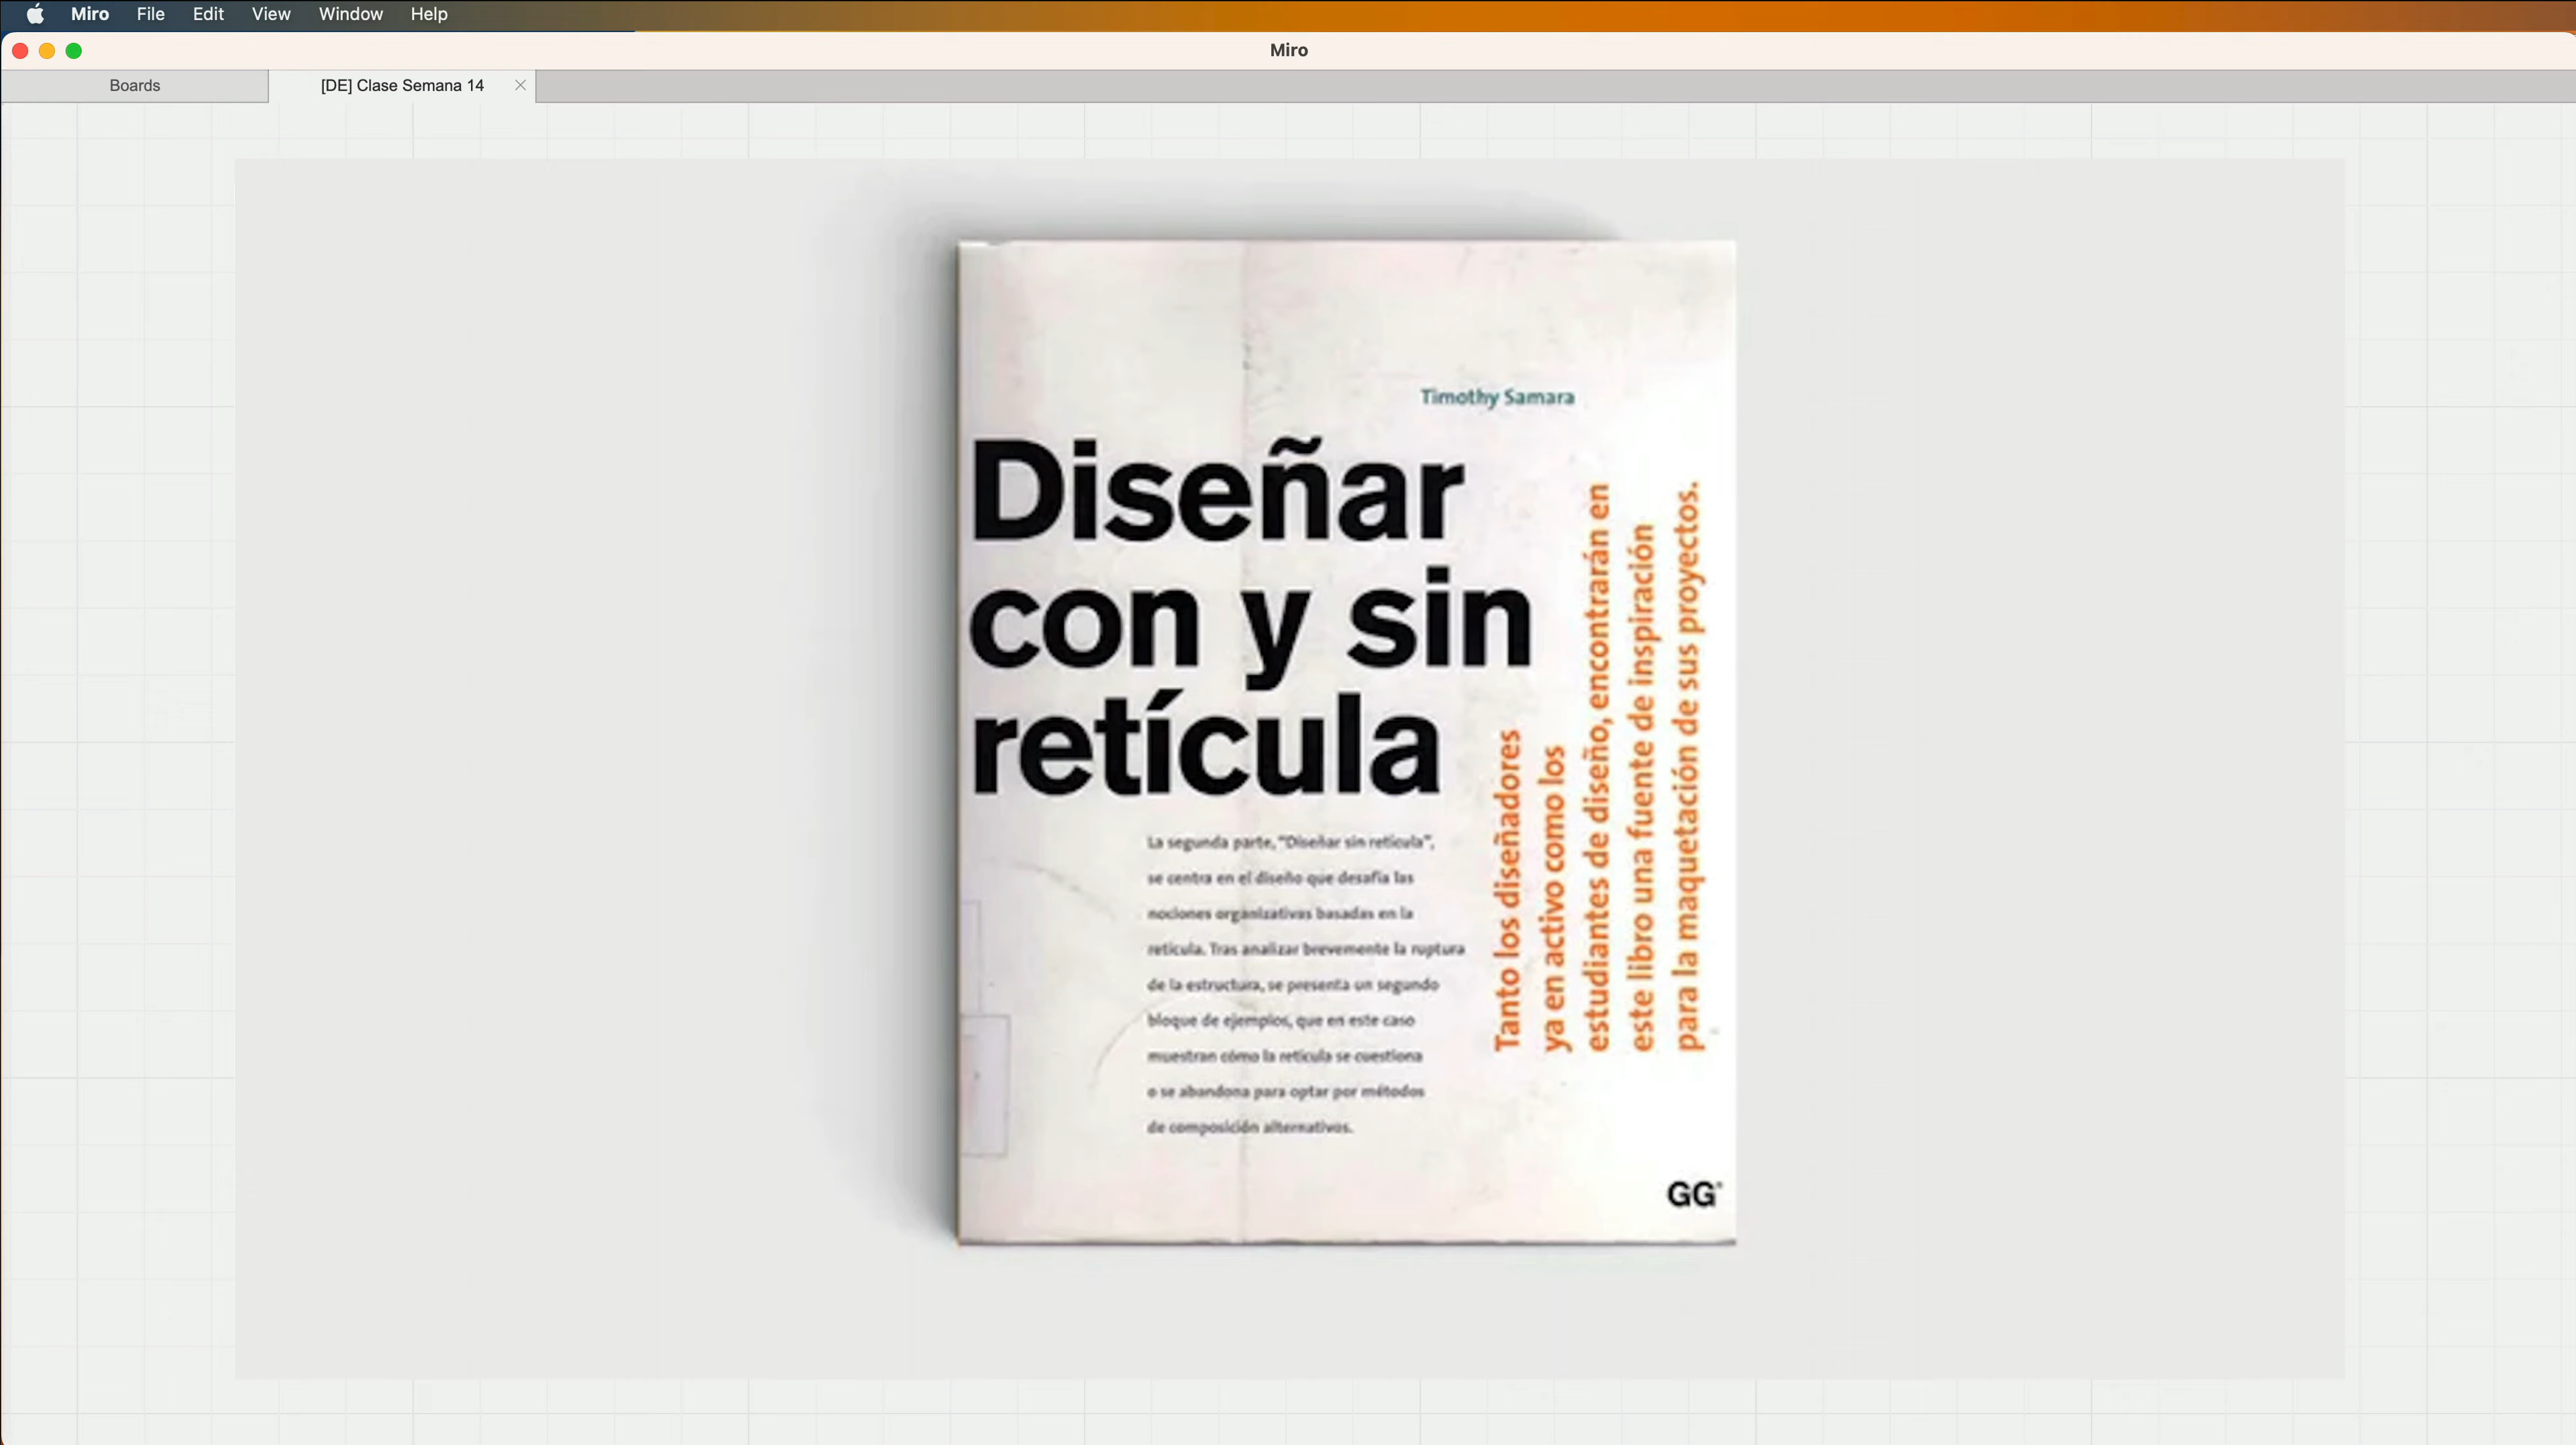 Miro File Edit View Window Help
Miro
Boards
[DE] Clase Semana 14
Timothy Samara
Diseñar
con y sin
retícula
Tanto los diseñadores
ya en activo como los
estudiantes de diseño, encontrarán en
este libro una fuente de inspiración
para la maquetación de sus proyectos.
La segunda parte, “Diseñar sin retícula”,
se centra en el diseño que desafía las
nociones organizativas basadas en la
retícula. Tras analizar brevemente la ruptura
de la estructura, se presenta un segundo
bloque de ejemplos, que en este caso
muestran cómo la retícula se cuestiona
o se abandona para optar por métodos
de composición alternativos.
GG®